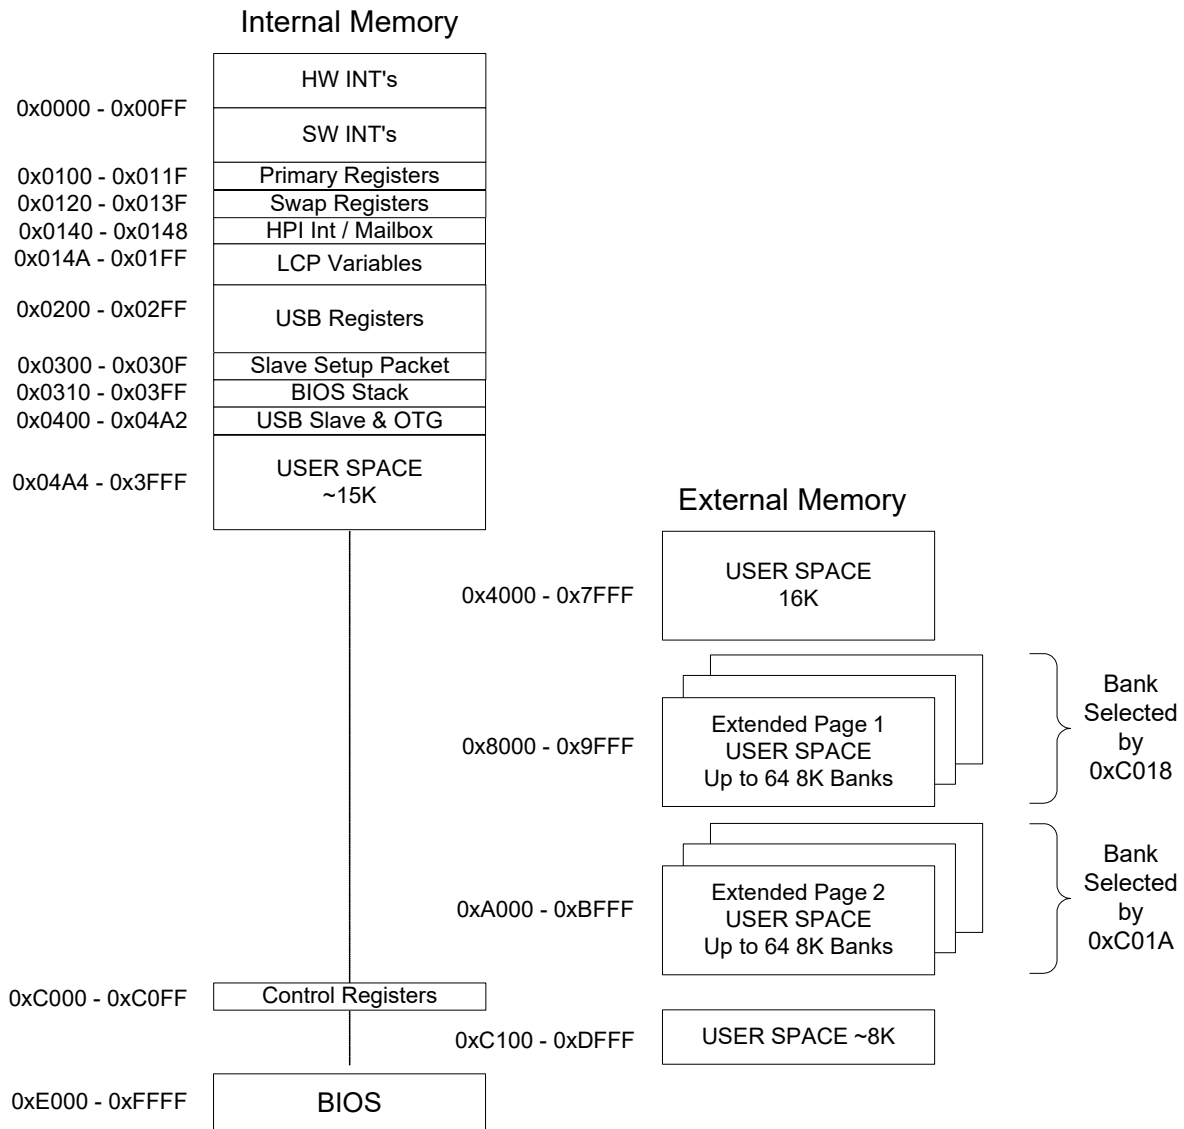 Internal Memory
HW INT's
0x0000 - 0x00FF
SW INT's
0x0100 - 0x011F
Primary Registers
0x0120 - 0x013F
Swap Registers
0x0140 - 0x0148
HPI Int / Mailbox
0x014A - 0x01FF
LCP Variables
0x0200 - 0x02FF
USB Registers
0x0300 - 0x030F
Slave Setup Packet
0x0310 - 0x03FF
BIOS Stack
0x0400 - 0x04A2
USB Slave & OTG
0x04A4 - 0x3FFF
USER SPACE
~15K
External Memory
0x4000 - 0x7FFF
USER SPACE
16K
0x8000 - 0x9FFF
Extended Page 1
USER SPACE
Up to 64 8K Banks
Bank
Selected
by
0xC018
0xA000 - 0xBFFF
Extended Page 2
USER SPACE
Up to 64 8K Banks
Bank
Selected
by
0xC01A
0xC000 - 0xC0FF
Control Registers
0xC100 - 0xDFFF
USER SPACE ~8K
0xE000 - 0xFFFF
BIOS